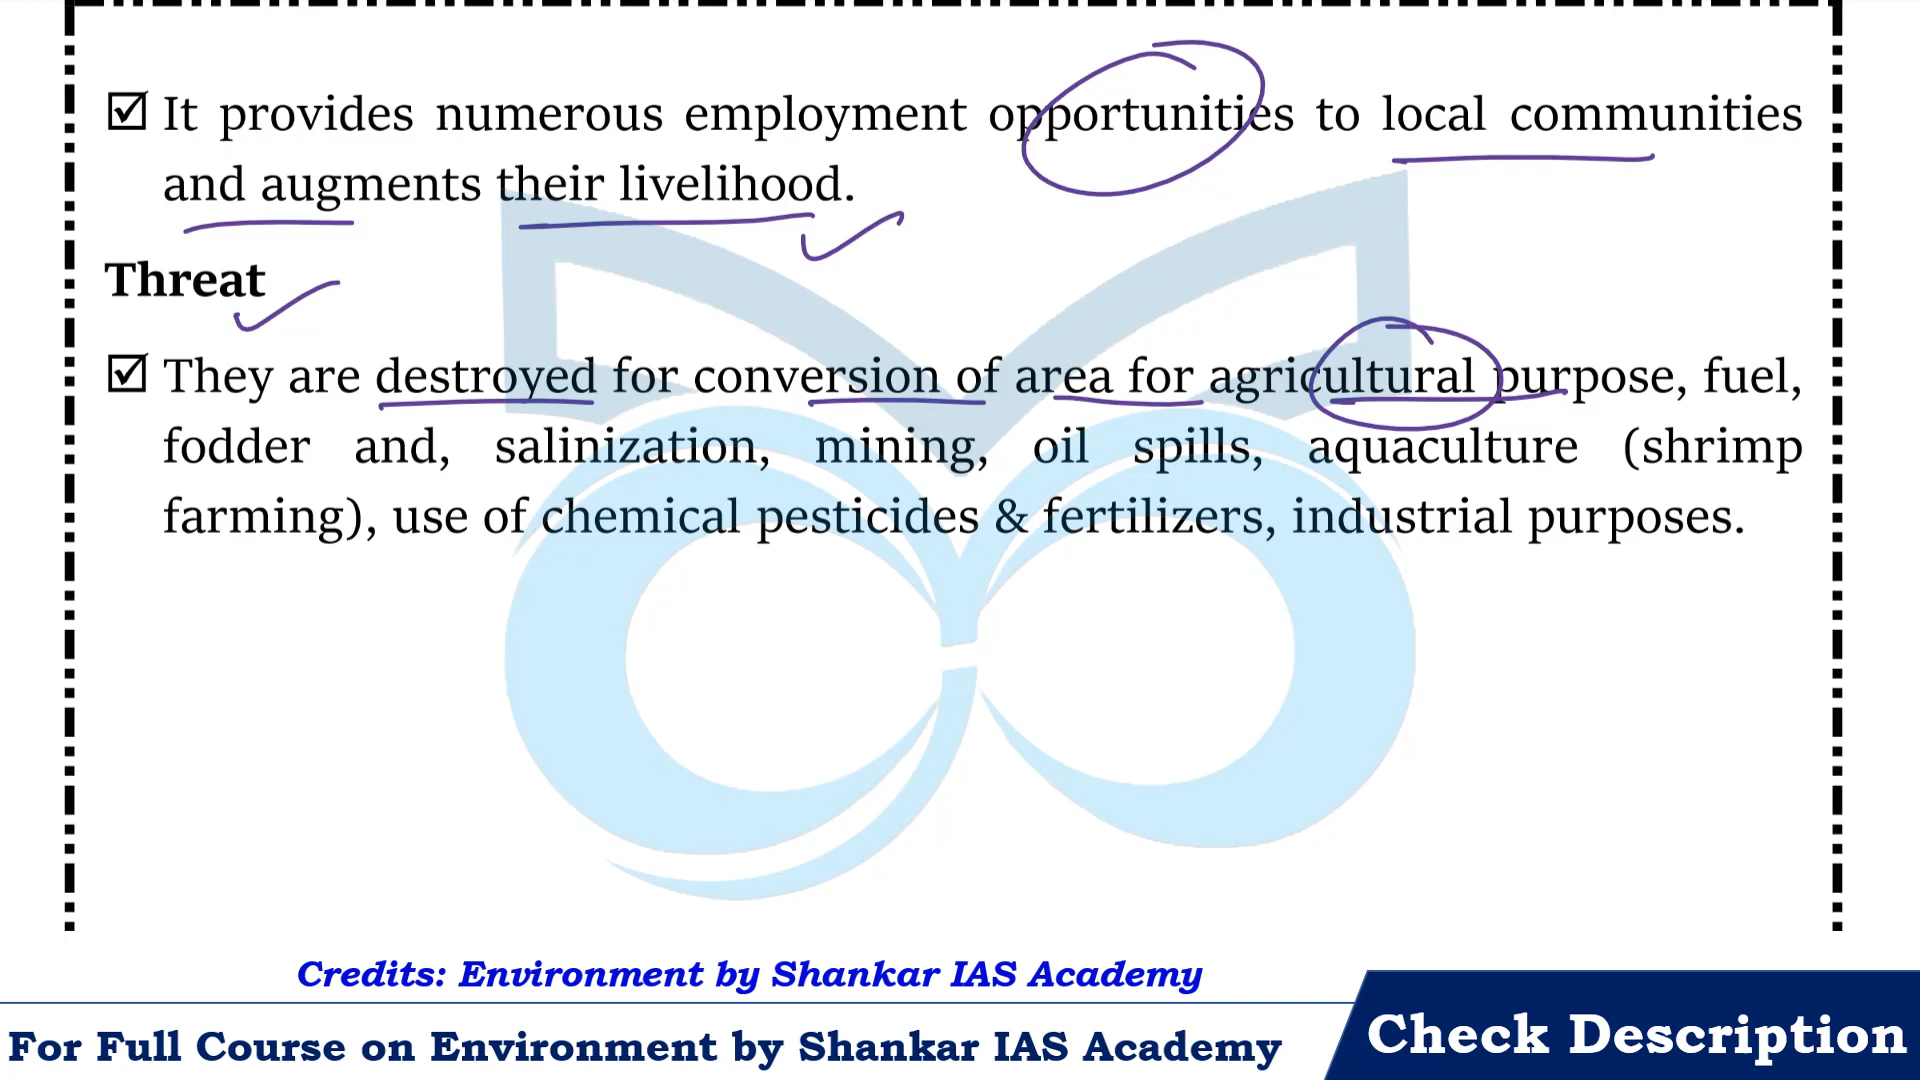 It provides numerous employment opportunities to local communities
and augments their livelihood.
Threat
They are destroyed for conversion of area for agricultural purpose, fuel,
fodder and, salinization, mining, oil spills, aquaculture (shrimp
farming), use of chemical pesticides & fertilizers, industrial purposes.
Credits: Environment by Shankar IAS Academy
For Full Course on Environment by Shankar IAS Academy
Check Description